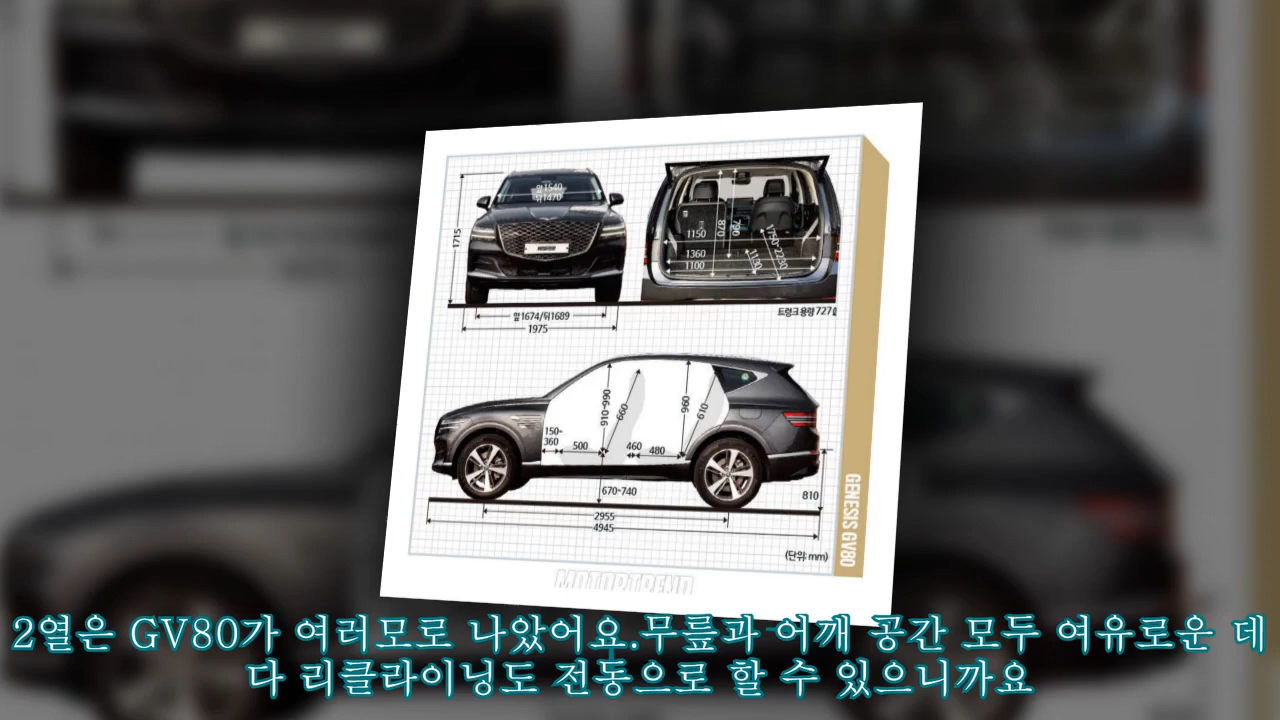 앞1540
뒤1470
1715
앞1674/뒤1689
1975
1150
870
790
1360
1100
1130
1750~2230
트렁크 용량 727ℓ
910~990
660
960
610
150~
360
500
460
480
670~740
810
2955
4945
(단위: mm)
GENESIS GV80
MOTORTREND
2열은 GV80가 여러모로 나았어요.무릎과 어깨 공간 모두 여유로운 데
다 리클라이닝도 전동으로 할 수 있으니까요